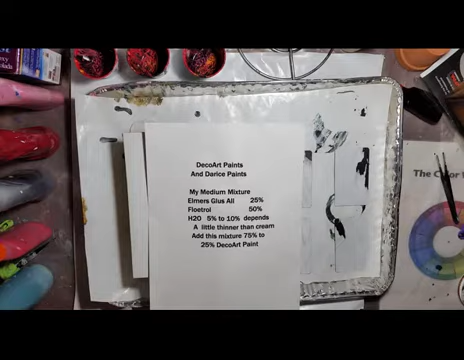 DecoArt Paints
And Darice Paints
My Medium Mixture
Elmers Glus All 25%
Floetrol 50%
H2O 5% to 10% depends
A little thinner than cream
Add this mixture 75% to
25% DecoArt Paint
The Color